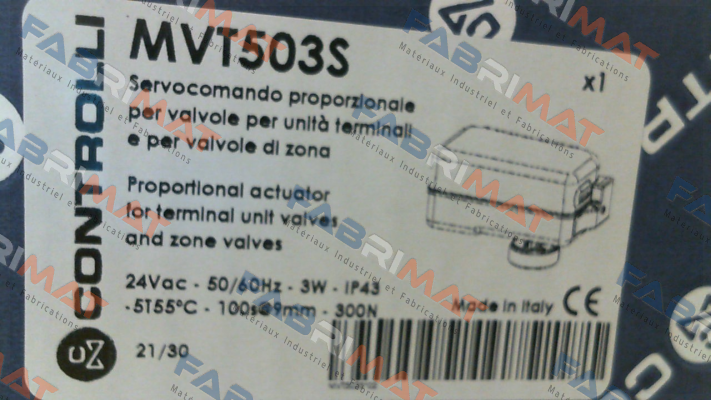 MVT503S
x1
Servocomando proporzionale
per valvole per unità terminali
e per valvole di zona
Proportional actuator
for terminal unit valves
and zone valves
24Vac - 50/60Hz - 3W - IP43
-5T55°C - 100s@9mm - 300N
Made in Italy CE
21/30
CONTROLLI
FABRIMAT
Materiaux Industriel et Fabrications